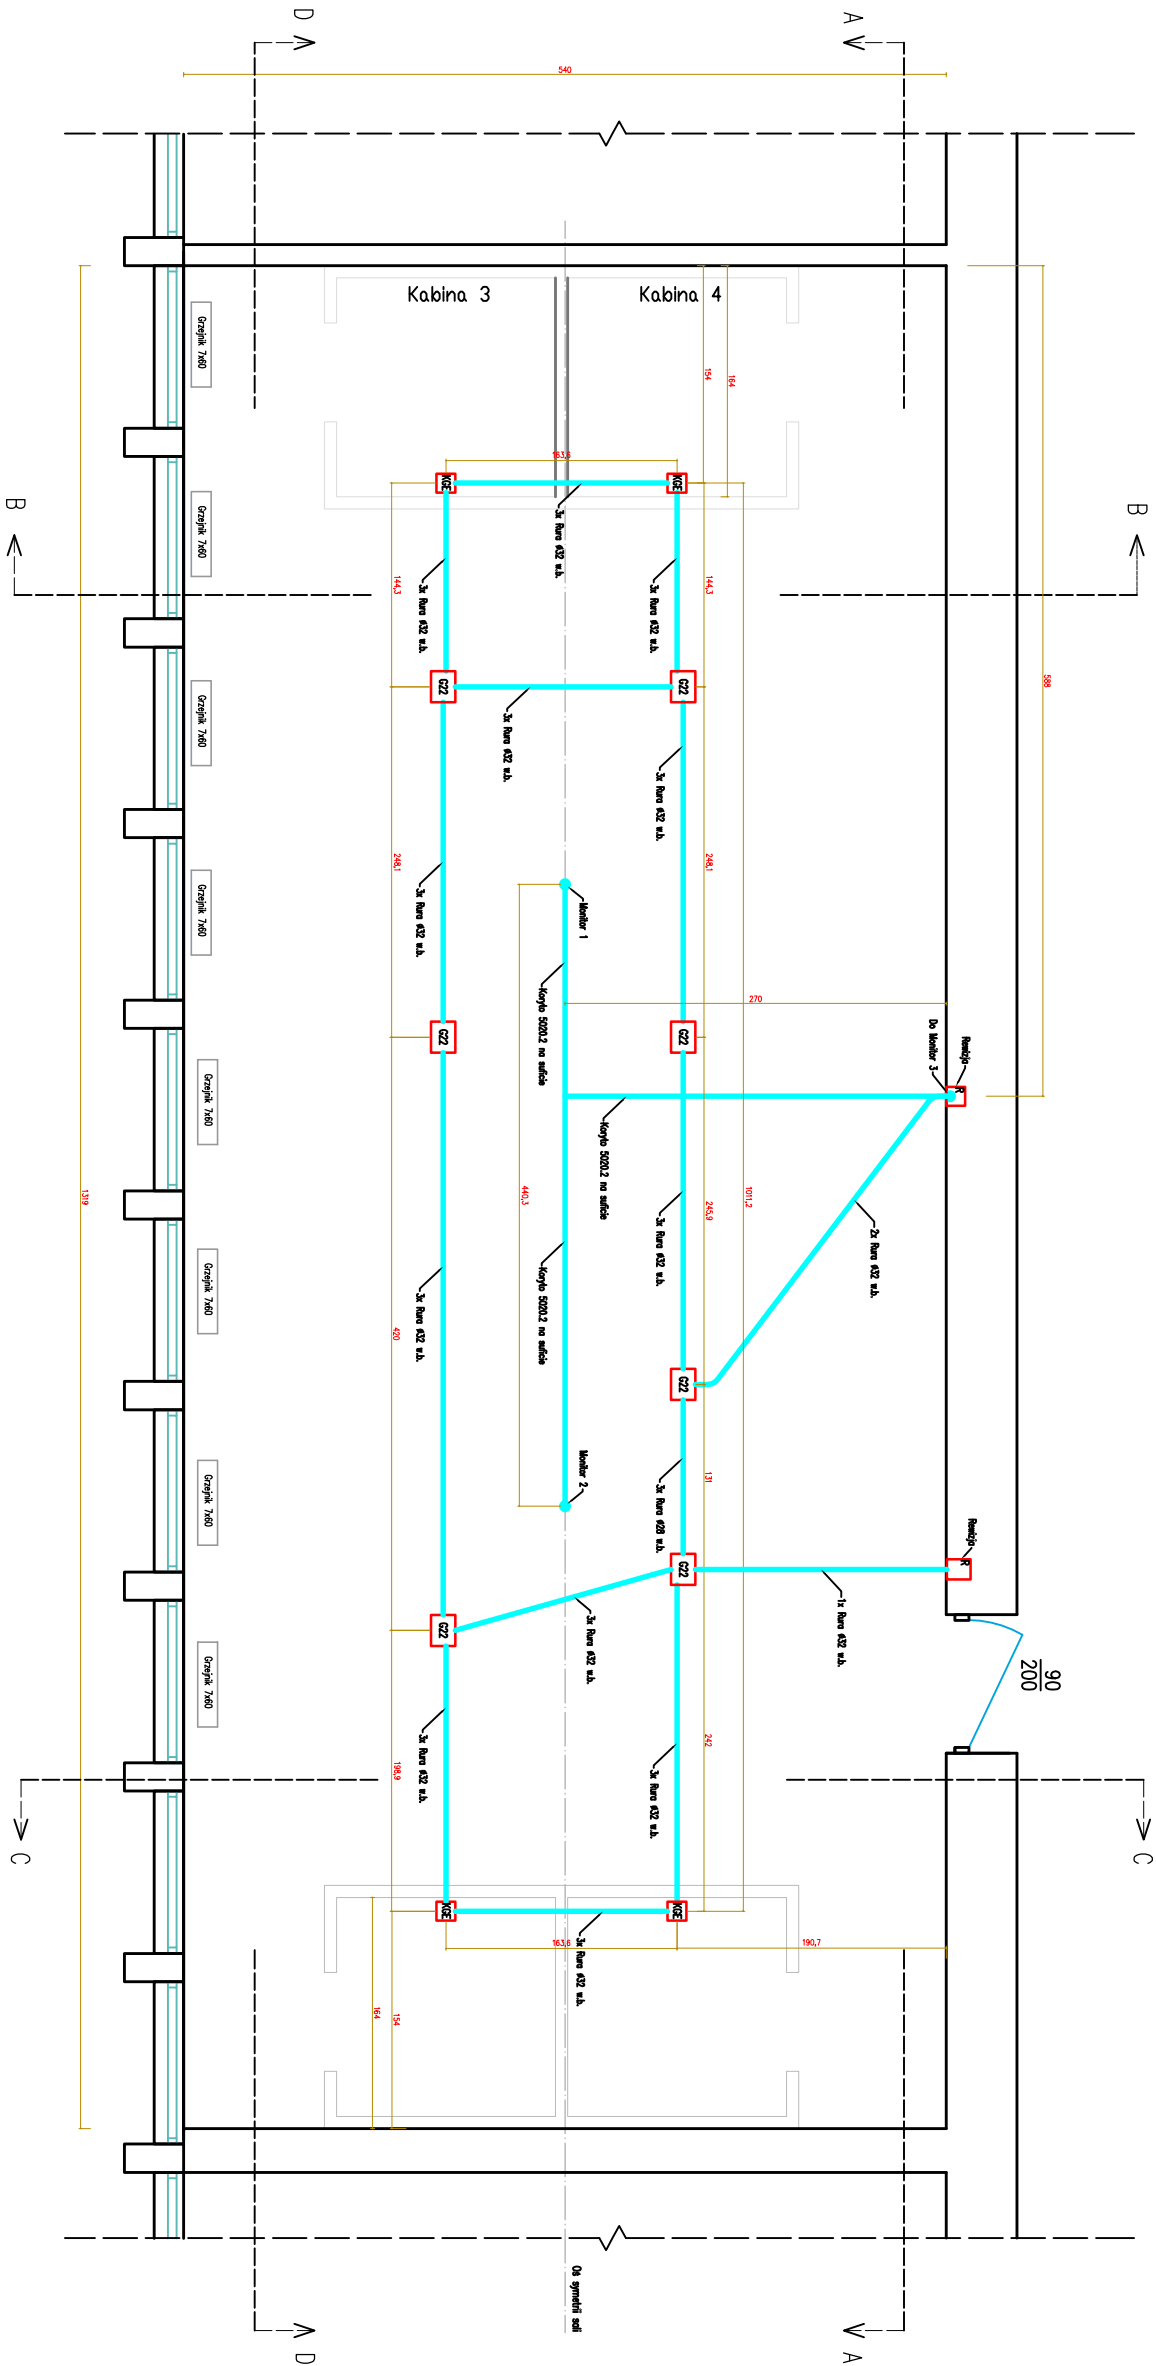 D
A
540
Kabina 3
Kabina 4
Grzejnik 7x60
154
164
163,6
KGE
KGE
3x Rura ø32 w.b.
B
B
Grzejnik 7x60
144,3
3x Rura ø32 w.b.
3x Rura ø32 w.b.
144,3
588
G22
G22
Grzejnik 7x60
3x Rura ø32 w.b.
3x Rura ø32 w.b.
248,1
248,1
3x Rura ø32 w.b.
Grzejnik 7x60
Monitor 1
Koryto 5020.2 na suficie
270
G22
G22
Do Monitor 3
Rewizja
R
Grzejnik 7x60
Koryto 5020.2 na suficie
1319
440,3
245,9
1011,2
3x Rura ø32 w.b.
2x Rura ø32 w.b.
Grzejnik 7x60
420
3x Rura ø32 w.b.
Koryto 5020.2 na suficie
G22
Grzejnik 7x60
Monitor 2
131
3x Rura ø28 w.b.
Rewizja
R
G22
G22
3x Rura ø32 w.b.
1x Rura ø32 w.b.
90
200
Grzejnik 7x60
3x Rura ø32 w.b.
198,9
242
3x Rura ø32 w.b.
C
C
KGE
KGE
163,6
190,7
3x Rura ø32 w.b.
164
154
Oś symetrii sali
D
A